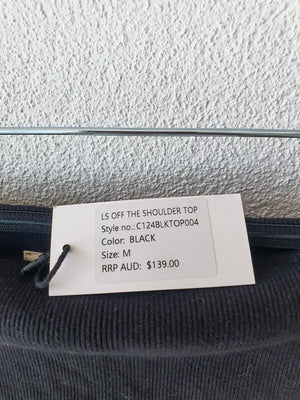 LS OFF THE SHOULDER TOP
Style no.: C124BLKTOP004
Color: BLACK
Size: M
RRP AUD: $139.00